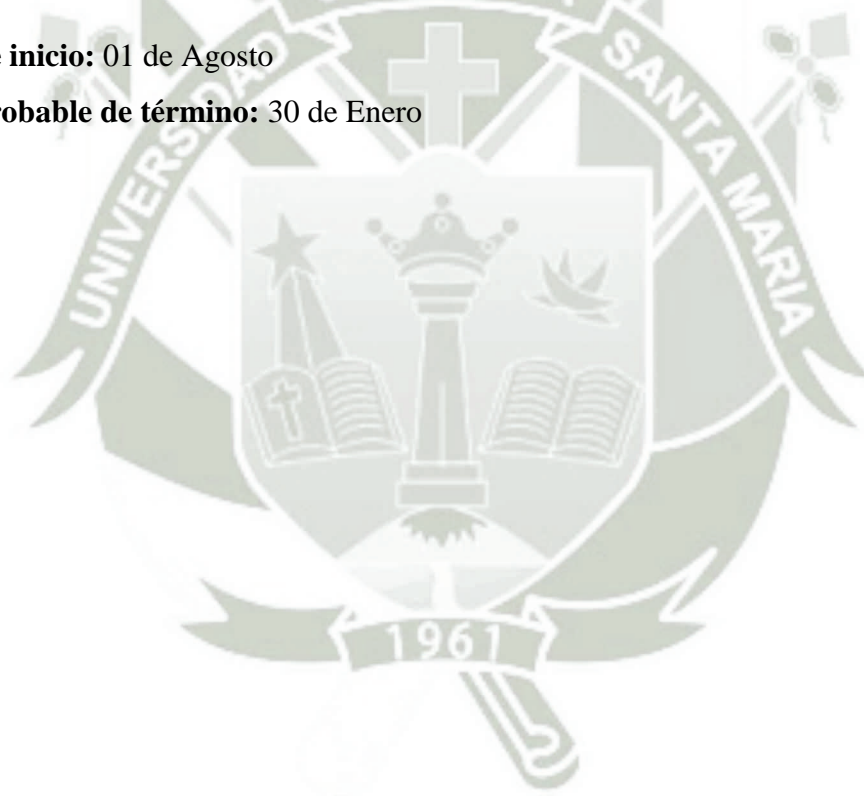 inicio: 01 de Agosto
robable de término: 30 de Enero
UNIVERSIDAD
SANTA MARIA
1961